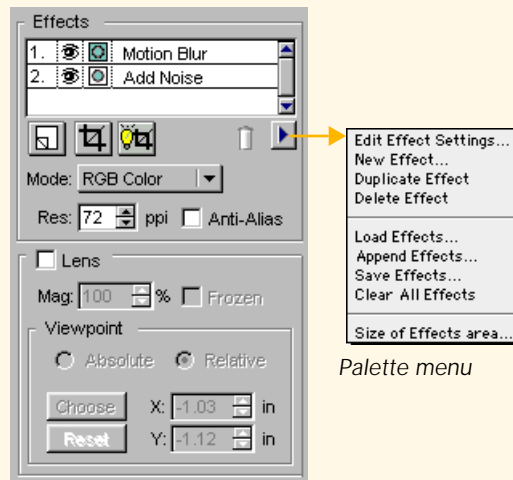 Effects
1. Motion Blur
2. Add Noise
Mode: RGB Color
Res: 72 ppi Anti-Alias
Lens
Mag: 100 % Frozen
Viewpoint
Absolute Relative
Choose X: -1.03 in
Reset Y: -1.12 in
Edit Effect Settings...
New Effect...
Duplicate Effect
Delete Effect
Load Effects...
Append Effects...
Save Effects...
Clear All Effects
Size of Effects area...
Palette menu